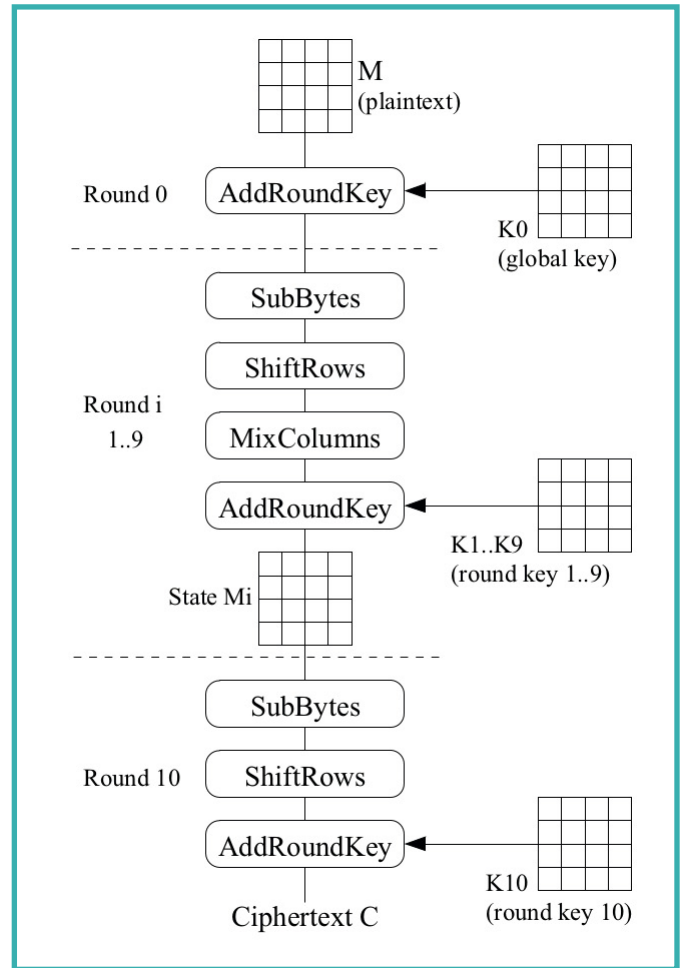 M
(plaintext)
Round 0
AddRoundKey
K0
(global key)
SubBytes
ShiftRows
Round i
1..9
MixColumns
AddRoundKey
K1..K9
(round key 1..9)
State Mi
SubBytes
Round 10
ShiftRows
AddRoundKey
K10
(round key 10)
Ciphertext C